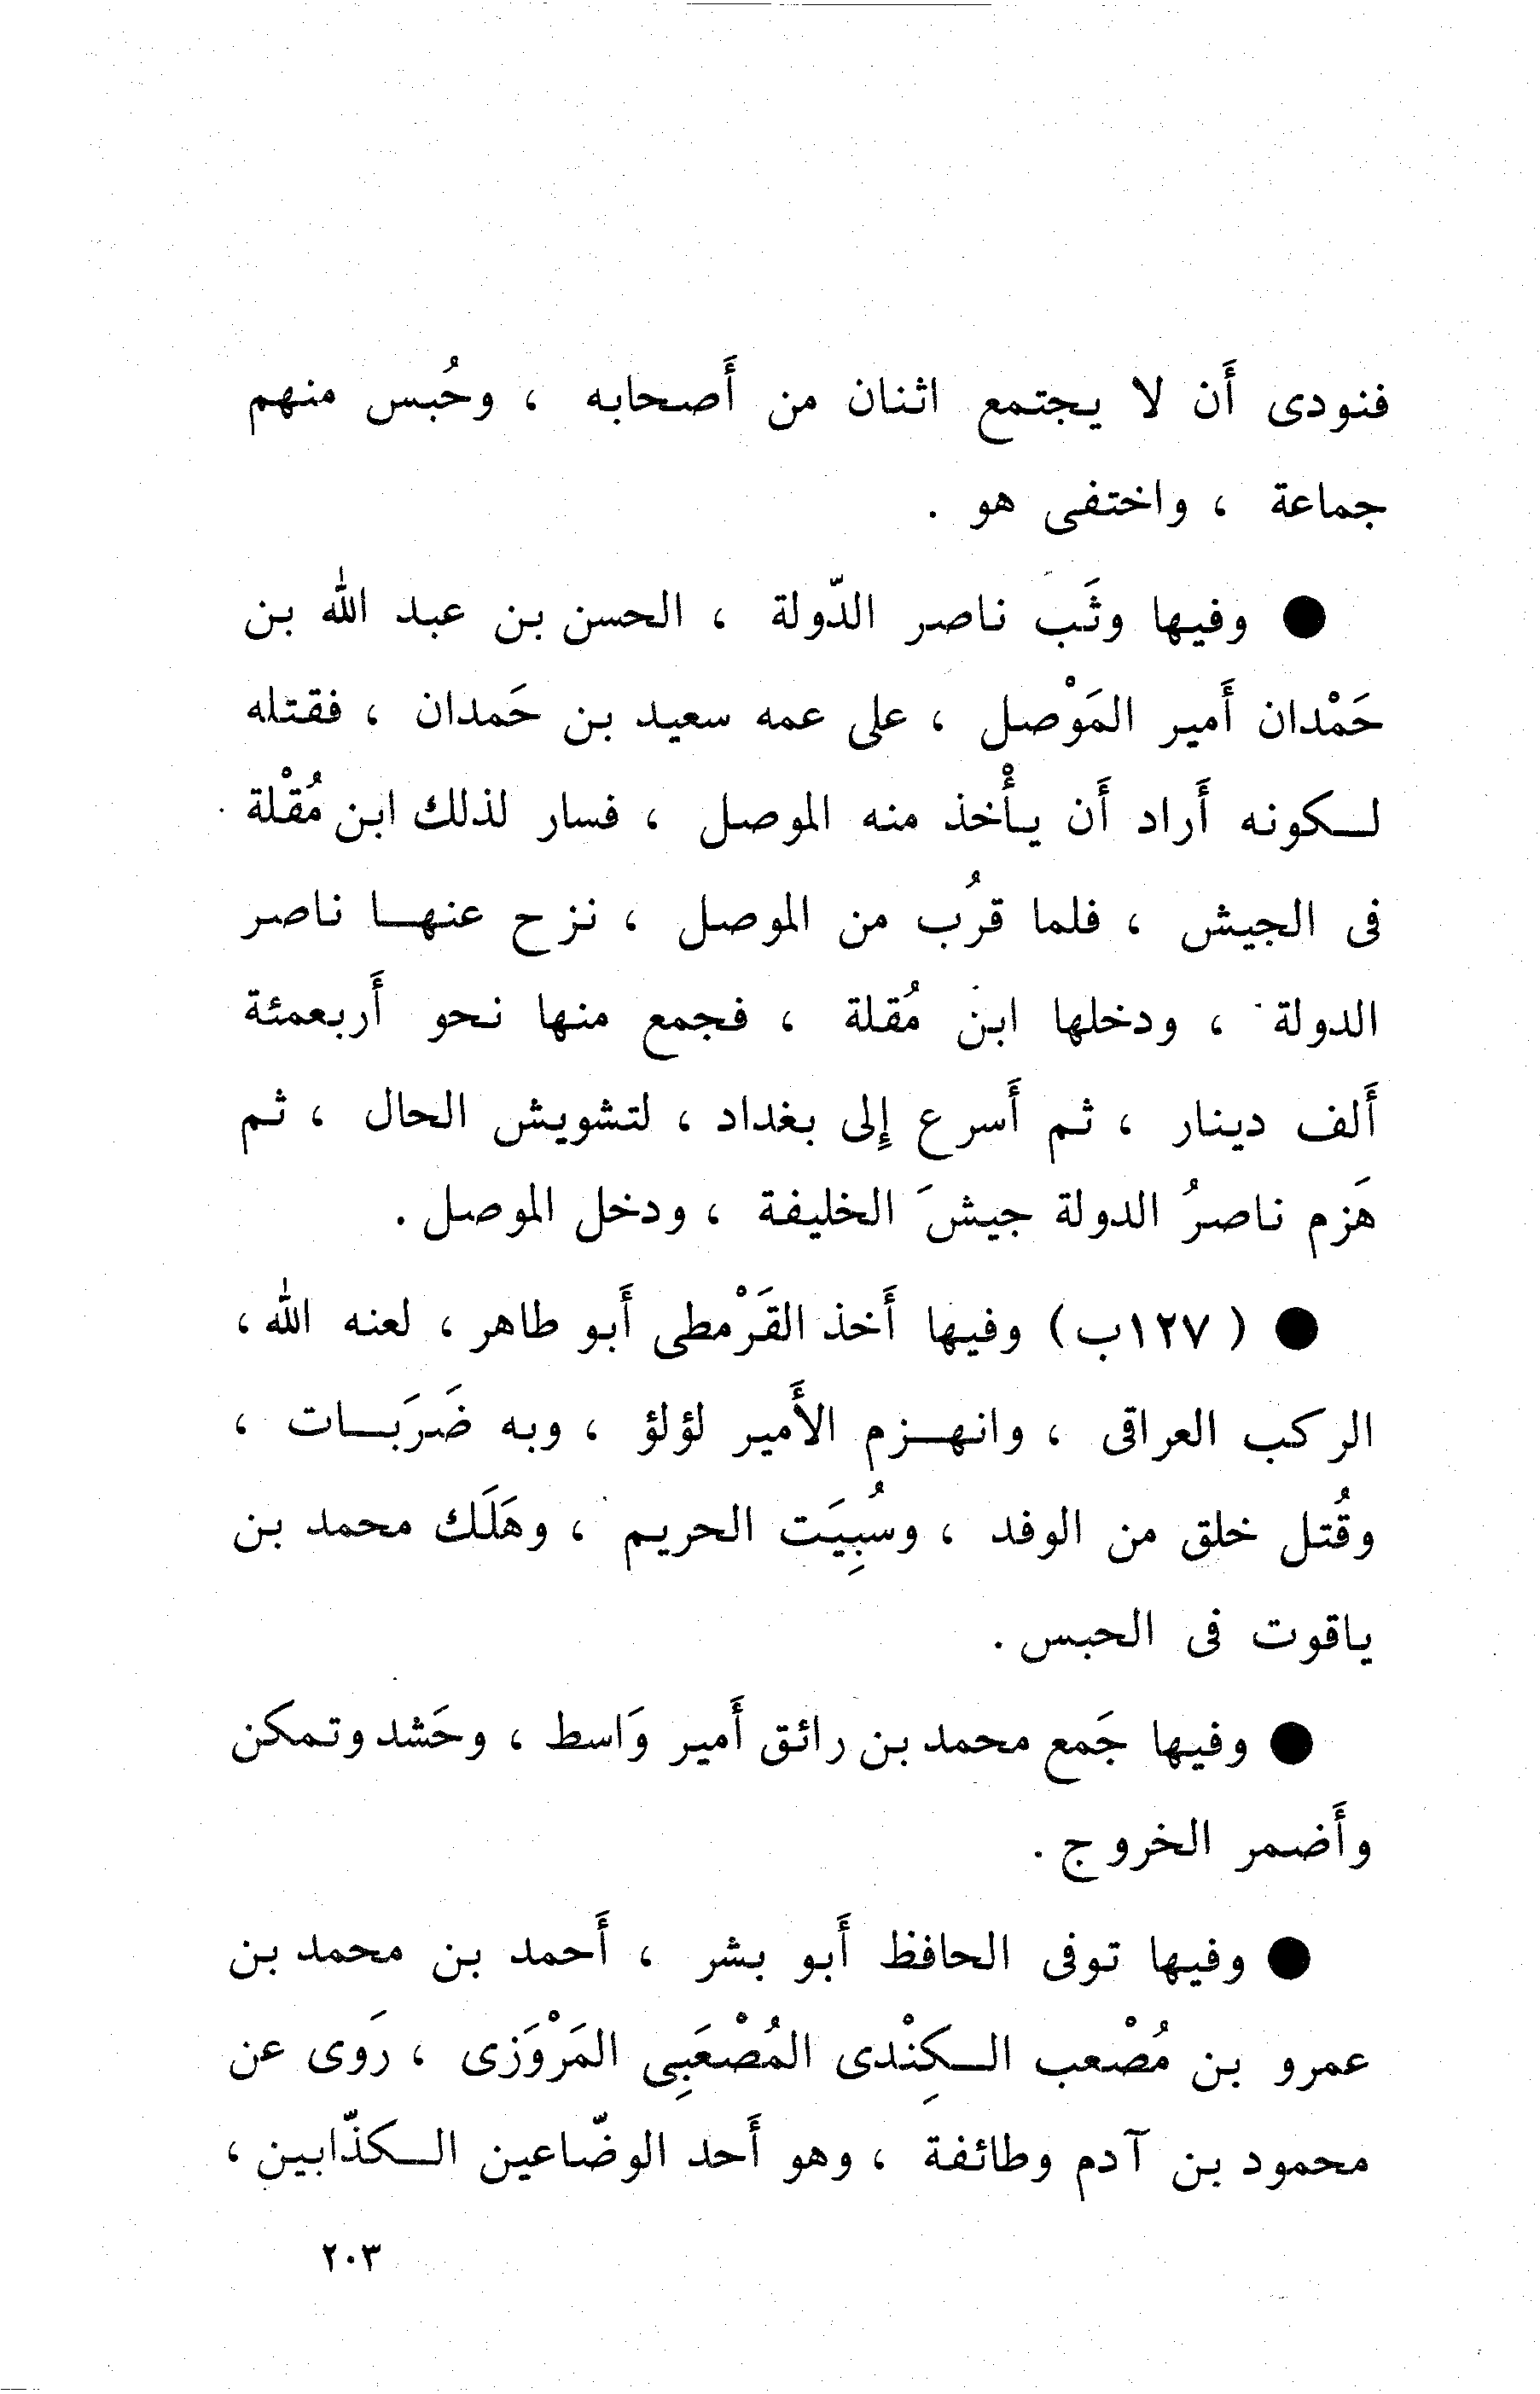 فنودى أَن لا يجتمع اثنان من أَصحابه ، وحُبس منهم
جماعة ، واختفى هو .
● وفيها وثَب ناصر الدّولة ، الحسن بن عبد الله بن
حَمْدان أَمير المَوْصل ، على عمه سعيد بن حَمدان ، فقتله
لـكونه أَراد أَن يأْخذ منه الموصل ، فسار لذلك ابن مُقْلة
فى الجيش ، فلما قرُب من الموصل ، نزح عنهـا ناصر
الدولة ، ودخلها ابن مُقلة ، فجمع منها نحو أَربعمئة
أَلف دينار ، ثم أَسرع إلى بغداد ، لتشويش الحال ، ثم
هَزم ناصرُ الدولة جيشَ الخليفة ، ودخل الموصل .
● (١٢٧ب) وفيها أَخذ القَرْمطى أَبو طاهر ، لعنه الله ،
الركب العراقى ، وانهـزم الأَمير لؤلؤ ، وبه ضَرَبـات ،
وقُتل خلق من الوفد ، وسُبِيَت الحريم ، وهَلَك محمد بن
ياقوت فى الحبس .
● وفيها جَمع محمد بن رائق أَمير وَاسط ، وحَشد وتمكن
وأَضمر الخروج .
● وفيها توفى الحافظ أَبو بشر ، أَحمد بن محمد بن
عمرو بن مُصْعب الـكِنْدى المُصْعَبِى المَرْوَزى ، رَوى عن
محمود بن آدم وطائفة ، وهو أَحد الوضّاعين الـكذّابين ،
٢٠٣